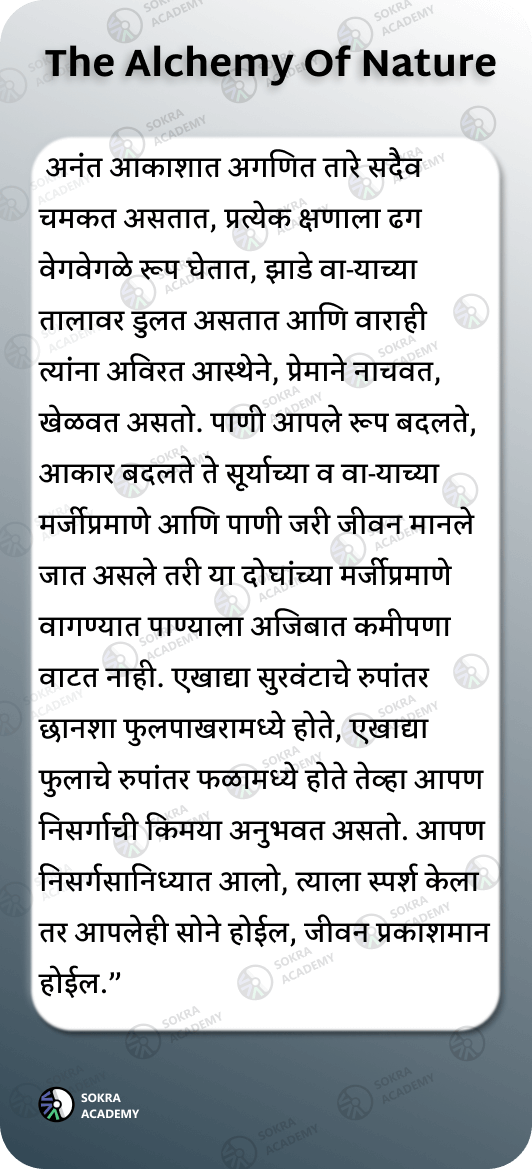 The Alchemy Of Nature
अनंत आकाशात अगणित तारे सदैव
चमकत असतात, प्रत्येक क्षणाला ढग
वेगवेगळे रूप घेतात, झाडे वा-याच्या
तालावर डुलत असतात आणि वाराही
त्यांना अविरत आस्थेने, प्रेमाने नाचवत,
खेळवत असतो. पाणी आपले रूप बदलते,
आकार बदलते ते सूर्याच्या व वा-याच्या
मर्जीप्रमाणे आणि पाणी जरी जीवन मानले
जात असले तरी या दोघांच्या मर्जीप्रमाणे
वागण्यात पाण्याला अजिबात कमीपणा
वाटत नाही. एखाद्या सुरवंटाचे रुपांतर
छानशा फुलपाखरामध्ये होते, एखाद्या
फुलाचे रुपांतर फळामध्ये होते तेव्हा आपण
निसर्गाची किमया अनुभवत असतो. आपण
निसर्गसानिध्यात आलो, त्याला स्पर्श केला
तर आपलेही सोने होईल, जीवन प्रकाशमान
होईल.”
SOKRA
ACADEMY